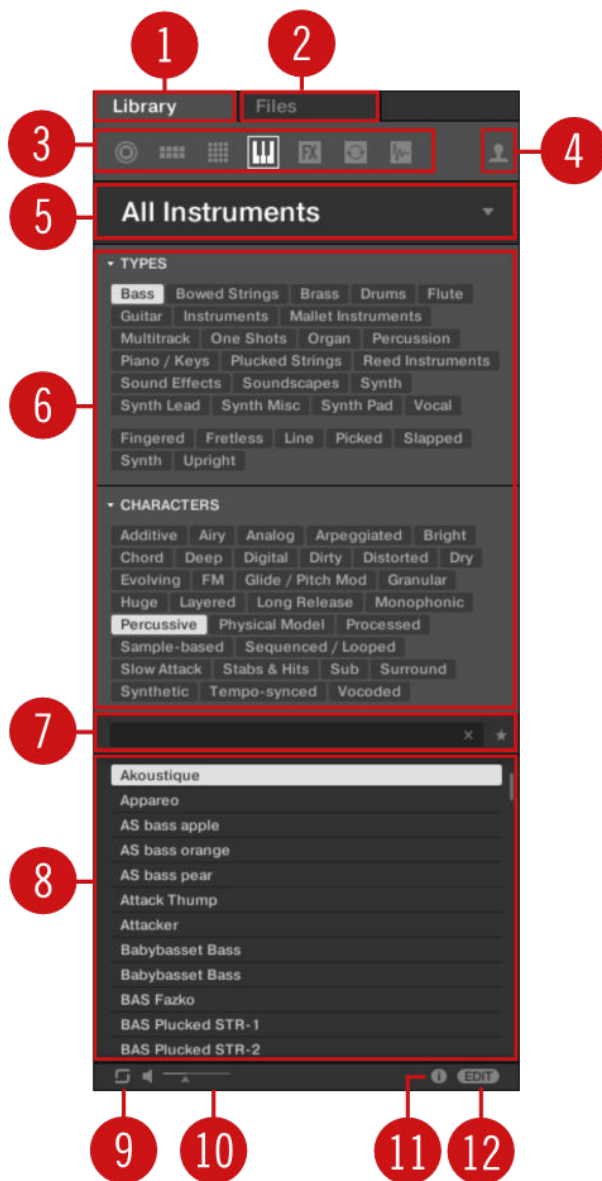 1
2
Library Files
3
FX
4
5
All Instruments
TYPES
Bass Bowed Strings Brass Drums Flute
Guitar Instruments Mallet Instruments
Multitrack One Shots Organ Percussion
Piano / Keys Plucked Strings Reed Instruments
6
Sound Effects Soundscapes Synth
Synth Lead Synth Misc Synth Pad Vocal
Fingered Fretless Line Picked Slapped
Synth Upright
CHARACTERS
Additive Airy Analog Arpeggiated Bright
Chord Deep Digital Dirty Distorted Dry
Evolving FM Glide / Pitch Mod Granular
Huge Layered Long Release Monophonic
Percussive Physical Model Processed
Sample-based Sequenced / Looped
Slow Attack Stabs & Hits Sub Surround
Synthetic Tempo-synced Vocoded
7
Akoustique
Appareo
AS bass apple
AS bass orange
AS bass pear
8
Attack Thump
Attacker
Babybasset Bass
Babybasset Bass
BAS Fazko
BAS Plucked STR-1
BAS Plucked STR-2
i EDIT
9 10 11 12